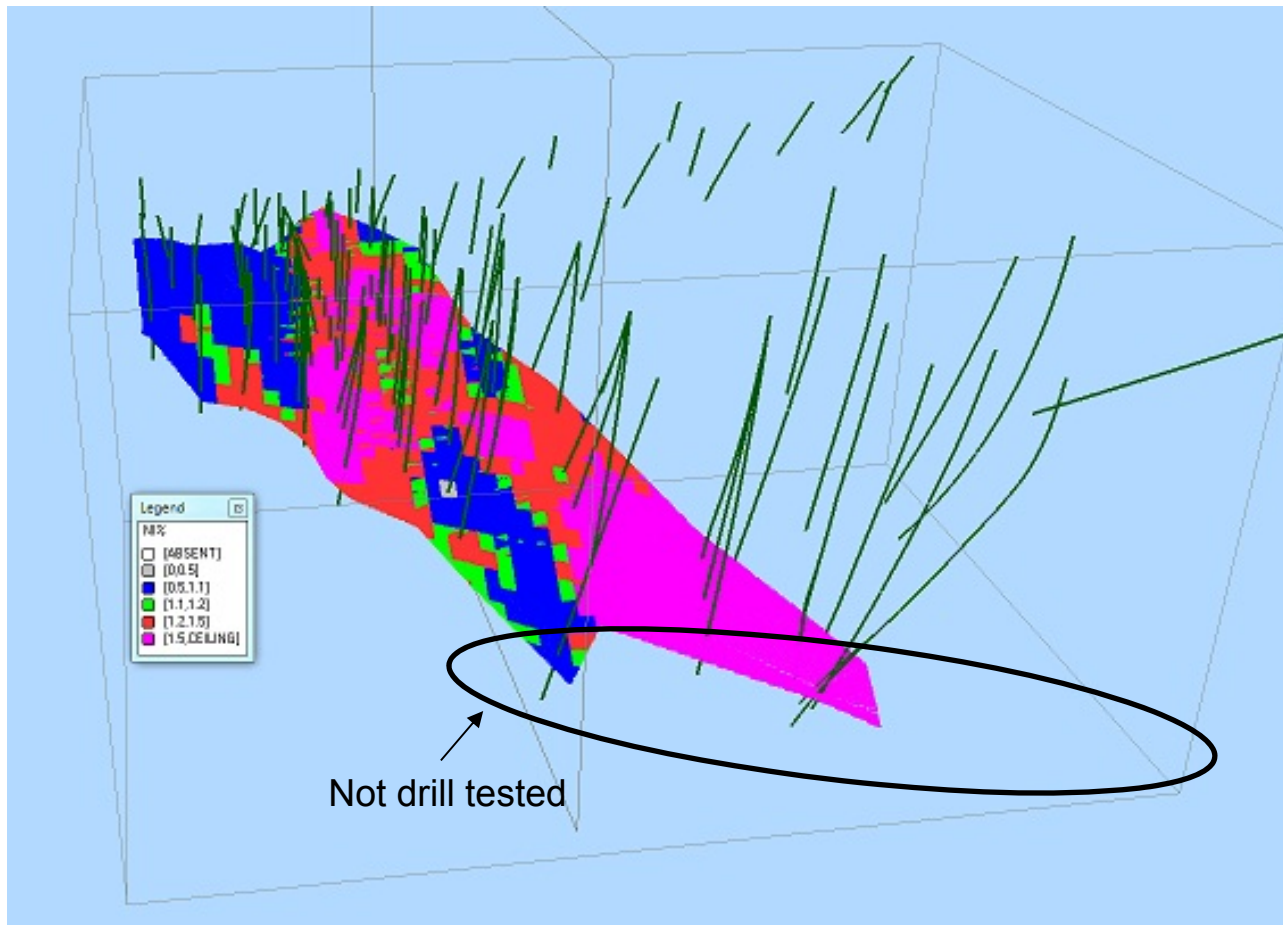 Legend
NI%
[ABSENT]
[0,0.5]
[0.5,1.1]
[1.1,1.2]
[1.2,1.5]
[1.5,CEILING]
Not drill tested